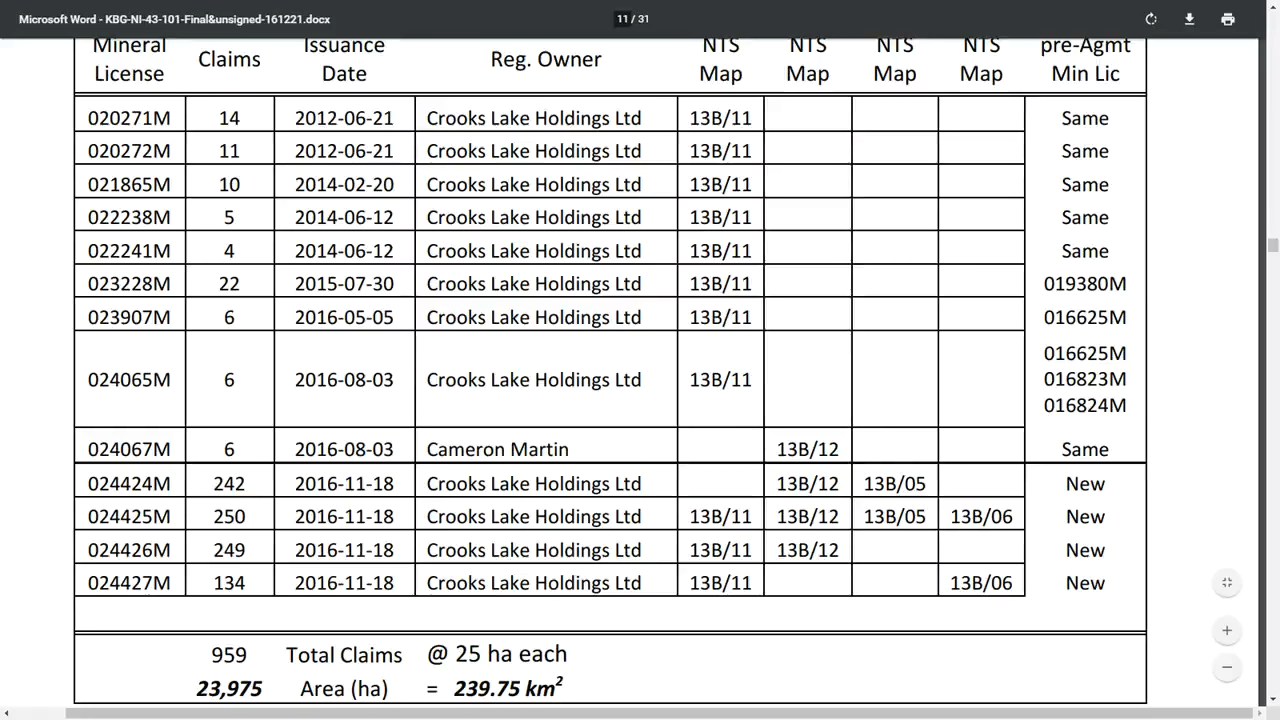 Microsoft Word - KBG-NI-43-101-Final&unsigned-161221.docx 11 / 31
Mineral Issuance NTS NTS NTS NTS pre-Agmt
License Claims Date Reg. Owner Map Map Map Map Min Lic
020271M 14 2012-06-21 Crooks Lake Holdings Ltd 13B/11 Same
020272M 11 2012-06-21 Crooks Lake Holdings Ltd 13B/11 Same
021865M 10 2014-02-20 Crooks Lake Holdings Ltd 13B/11 Same
022238M 5 2014-06-12 Crooks Lake Holdings Ltd 13B/11 Same
022241M 4 2014-06-12 Crooks Lake Holdings Ltd 13B/11 Same
023228M 22 2015-07-30 Crooks Lake Holdings Ltd 13B/11 019380M
023907M 6 2016-05-05 Crooks Lake Holdings Ltd 13B/11 016625M
016625M
024065M 6 2016-08-03 Crooks Lake Holdings Ltd 13B/11 016823M
016824M
024067M 6 2016-08-03 Cameron Martin 13B/12 Same
024424M 242 2016-11-18 Crooks Lake Holdings Ltd 13B/12 13B/05 New
024425M 250 2016-11-18 Crooks Lake Holdings Ltd 13B/11 13B/12 13B/05 13B/06 New
024426M 249 2016-11-18 Crooks Lake Holdings Ltd 13B/11 13B/12 New
024427M 134 2016-11-18 Crooks Lake Holdings Ltd 13B/11 13B/06 New
959 Total Claims @ 25 ha each
23,975 Area (ha) = 239.75 km²